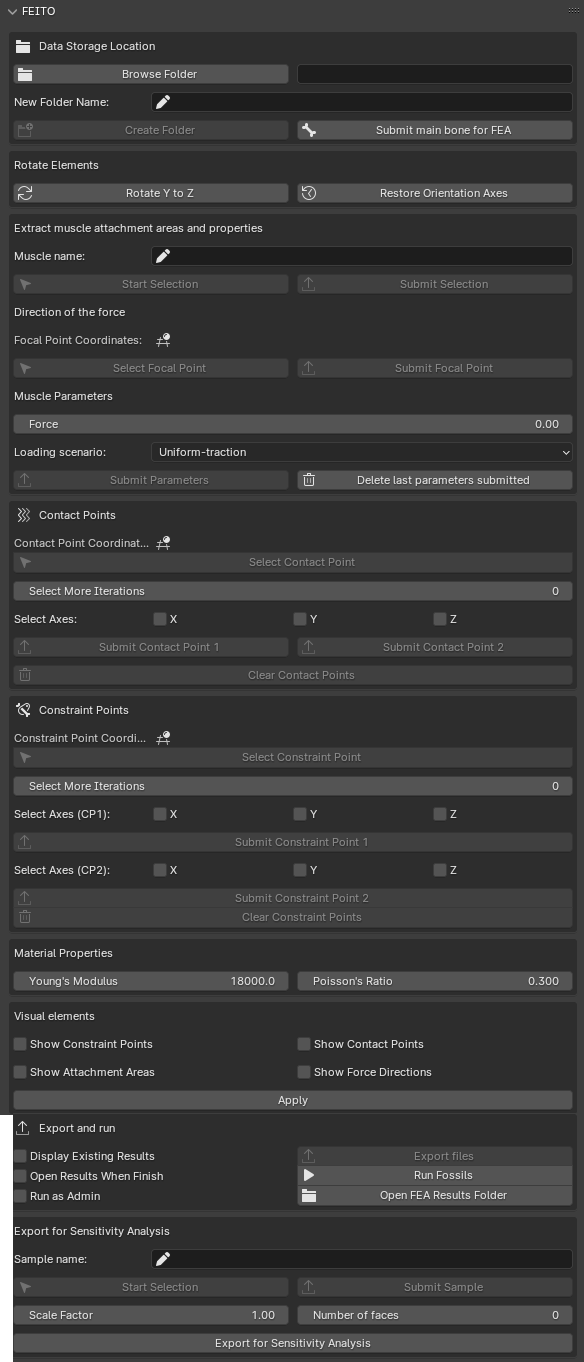 FEITO
Data Storage Location
Browse Folder
New Folder Name:
Create Folder Submit main bone for FEA
Rotate Elements
Rotate Y to Z Restore Orientation Axes
Extract muscle attachment areas and properties
Muscle name:
Start Selection Submit Selection
Direction of the force
Focal Point Coordinates:
Select Focal Point Submit Focal Point
Muscle Parameters
Force 0.00
Loading scenario: Uniform-traction
Submit Parameters Delete last parameters submitted
Contact Points
Contact Point Coordinat...
Select Contact Point
Select More Iterations 0
Select Axes: X Y Z
Submit Contact Point 1 Submit Contact Point 2
Clear Contact Points
Constraint Points
Constraint Point Coordi...
Select Constraint Point
Select More Iterations 0
Select Axes (CP1): X Y Z
Submit Constraint Point 1
Select Axes (CP2): X Y Z
Submit Constraint Point 2
Clear Constraint Points
Material Properties
Young's Modulus 18000.0 Poisson's Ratio 0.300
Visual elements
Show Constraint Points Show Contact Points
Show Attachment Areas Show Force Directions
Apply
Export and run
Display Existing Results Export files
Open Results When Finish Run Fossils
Run as Admin Open FEA Results Folder
Export for Sensitivity Analysis
Sample name:
Start Selection Submit Sample
Scale Factor 1.00 Number of faces 0
Export for Sensitivity Analysis